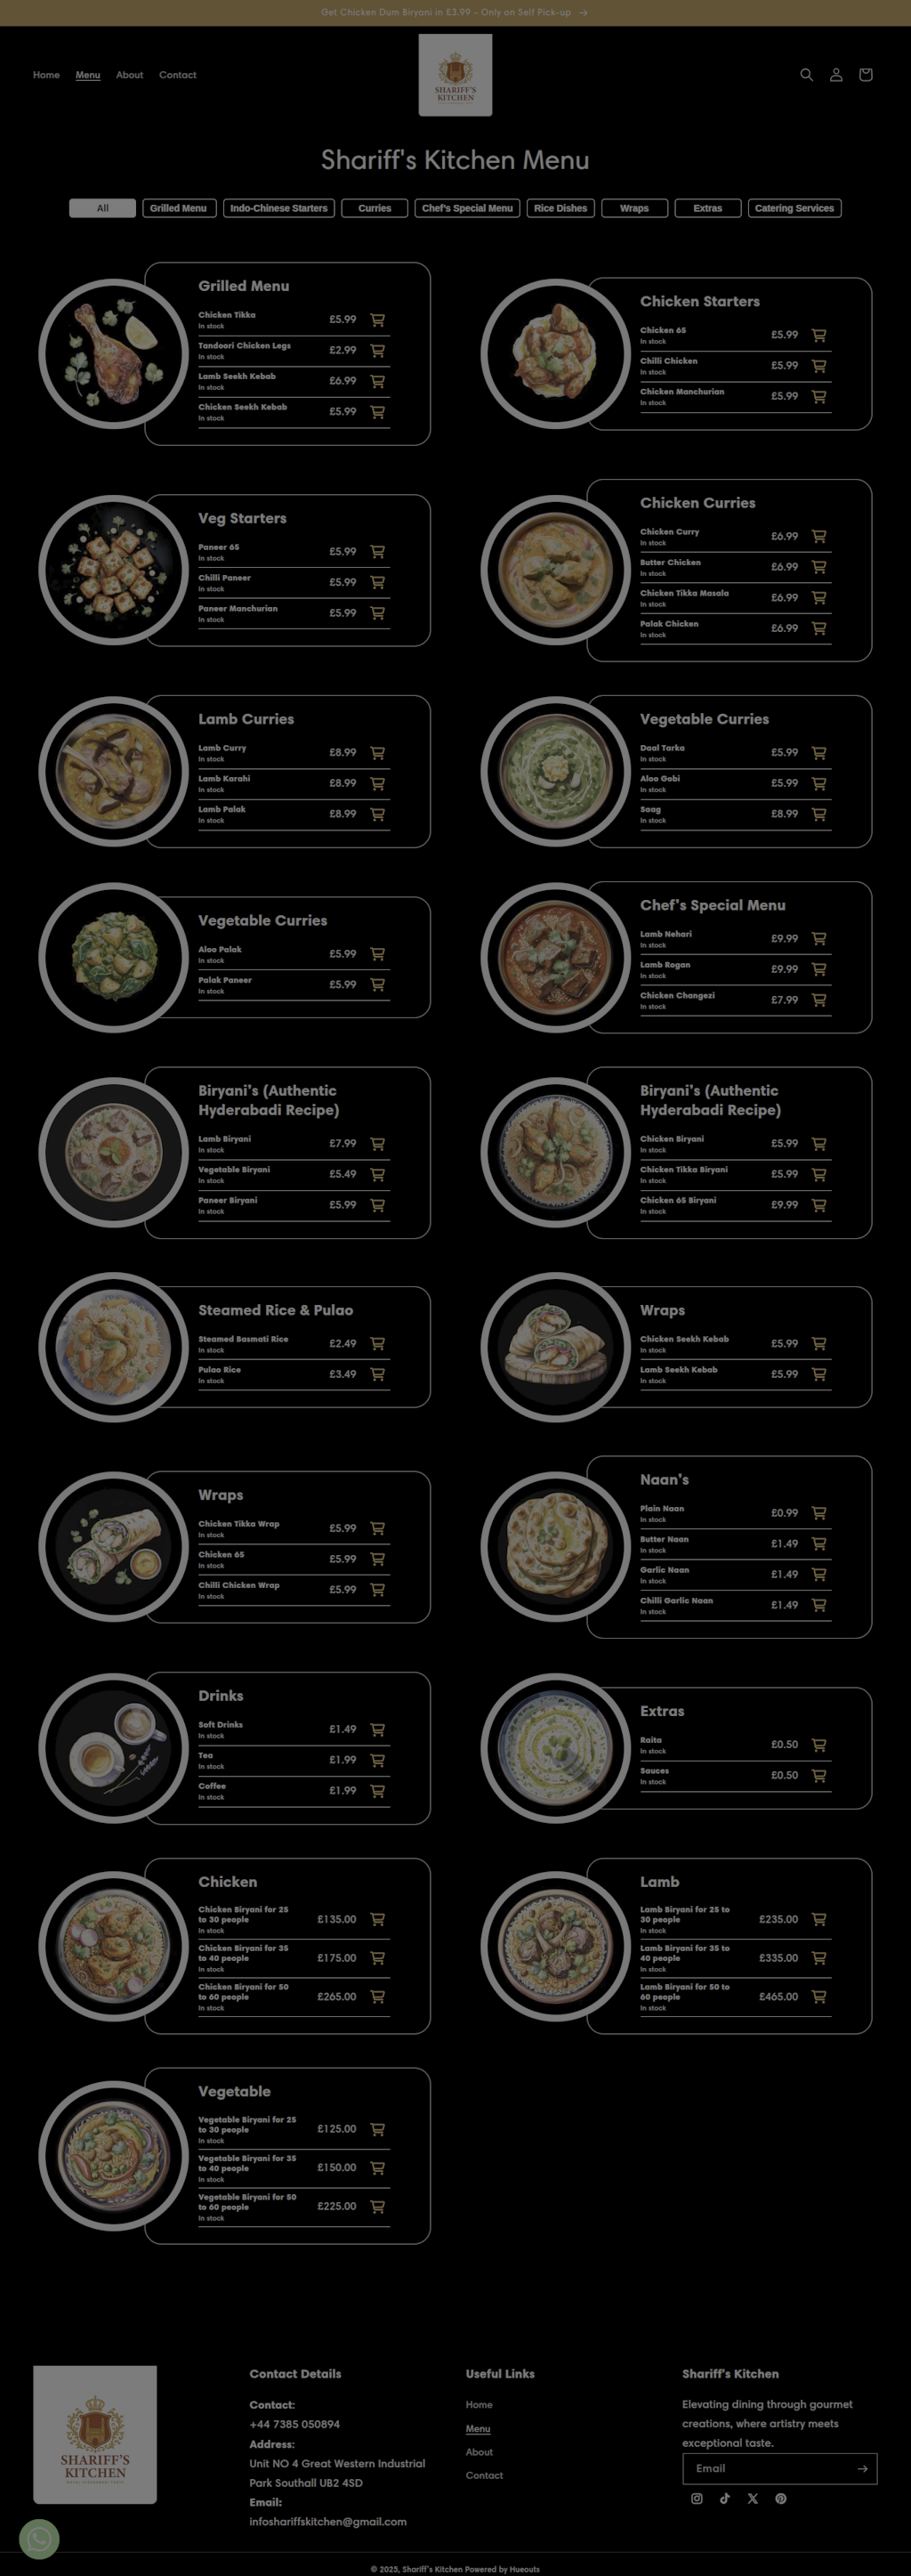 Get Chicken Dum Biryani in £3.99 - Only on Self Pick-up →
Home Menu About Contact
SHARIFF'S
KITCHEN
Shariff's Kitchen Menu
All Grilled Menu Indo-Chinese Starters Curries Chef's Special Menu Rice Dishes Wraps Extras Catering Services
Grilled Menu
Chicken Tikka £5.99
In stock
Tandoori Chicken Legs £2.99
In stock
Lamb Seekh Kebab £6.99
In stock
Chicken Seekh Kebab £5.99
In stock
Chicken Starters
Chicken 65 £5.99
In stock
Chilli Chicken £5.99
In stock
Chicken Manchurian £5.99
In stock
Veg Starters
Paneer 65 £5.99
In stock
Chilli Paneer £5.99
In stock
Paneer Manchurian £5.99
In stock
Chicken Curries
Chicken Curry £6.99
In stock
Butter Chicken £6.99
In stock
Chicken Tikka Masala £6.99
In stock
Palak Chicken £6.99
In stock
Lamb Curries
Lamb Curry £8.99
In stock
Lamb Karahi £8.99
In stock
Lamb Palak £8.99
In stock
Vegetable Curries
Daal Tarka £5.99
In stock
Aloo Gobi £5.99
In stock
Saag £8.99
In stock
Vegetable Curries
Aloo Palak £5.99
In stock
Palak Paneer £5.99
In stock
Chef's Special Menu
Lamb Nehari £9.99
In stock
Lamb Rogan £9.99
In stock
Chicken Changezi £7.99
In stock
Biryani's (Authentic
Hyderabadi Recipe)
Lamb Biryani £7.99
In stock
Vegetable Biryani £5.49
In stock
Paneer Biryani £5.99
In stock
Biryani's (Authentic
Hyderabadi Recipe)
Chicken Biryani £5.99
In stock
Chicken Tikka Biryani £5.99
In stock
Chicken 65 Biryani £9.99
In stock
Steamed Rice & Pulao
Steamed Basmati Rice £2.49
In stock
Pulao Rice £3.49
In stock
Wraps
Chicken Seekh Kebab £5.99
In stock
Lamb Seekh Kebab £5.99
In stock
Wraps
Chicken Tikka Wrap £5.99
In stock
Chicken 65 £5.99
In stock
Chilli Chicken Wrap £5.99
In stock
Naan's
Plain Naan £0.99
In stock
Butter Naan £1.49
In stock
Garlic Naan £1.49
In stock
Chilli Garlic Naan £1.49
In stock
Drinks
Soft Drinks £1.49
In stock
Tea £1.99
In stock
Coffee £1.99
In stock
Extras
Raita £0.50
In stock
Sauces £0.50
In stock
Chicken
Chicken Biryani for 25
to 30 people £135.00
In stock
Chicken Biryani for 35
to 40 people £175.00
In stock
Chicken Biryani for 50
to 60 people £265.00
In stock
Lamb
Lamb Biryani for 25 to
30 people £235.00
In stock
Lamb Biryani for 35 to
40 people £335.00
In stock
Lamb Biryani for 50 to
60 people £465.00
In stock
Vegetable
Vegetable Biryani for 25
to 30 people £125.00
In stock
Vegetable Biryani for 35
to 40 people £150.00
In stock
Vegetable Biryani for 50
to 60 people £225.00
In stock
SHARIFF'S
KITCHEN
Contact Details
Contact:
+44 7385 050894
Address:
Unit NO 4 Great Western Industrial
Park Southall UB2 4SD
Email:
infoshariffskitchen@gmail.com
Useful Links
Home
Menu
About
Contact
Shariff's Kitchen
Elevating dining through gourmet
creations, where artistry meets
exceptional taste.
Email
© 2025, Shariff's Kitchen Powered by Hueouts